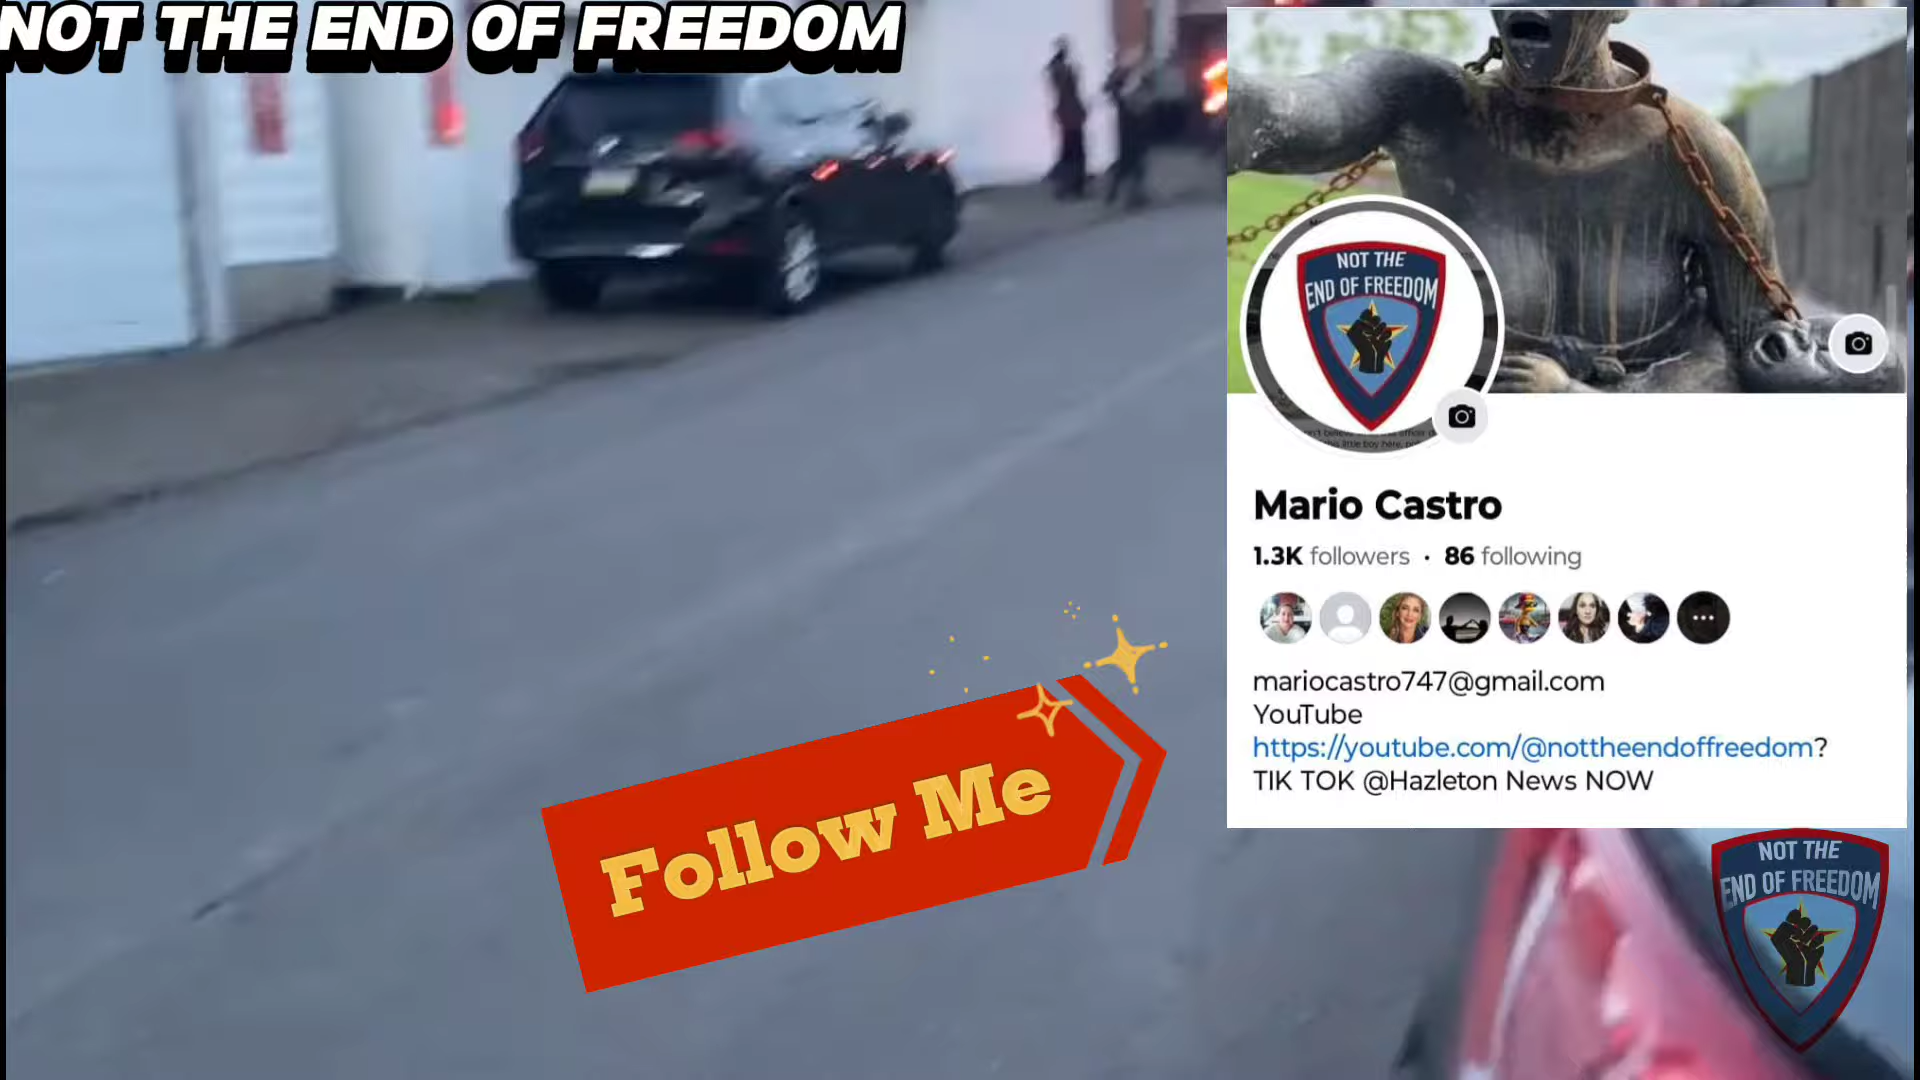 NOT THE END OF FREEDOM
NOT THE
END OF FREEDOM
Mario Castro
1.3K followers · 86 following
mariocastro747@gmail.com
YouTube
https://youtube.com/@nottheendoffreedom?
TIK TOK @Hazleton News NOW
Follow Me
NOT THE
END OF FREEDOM